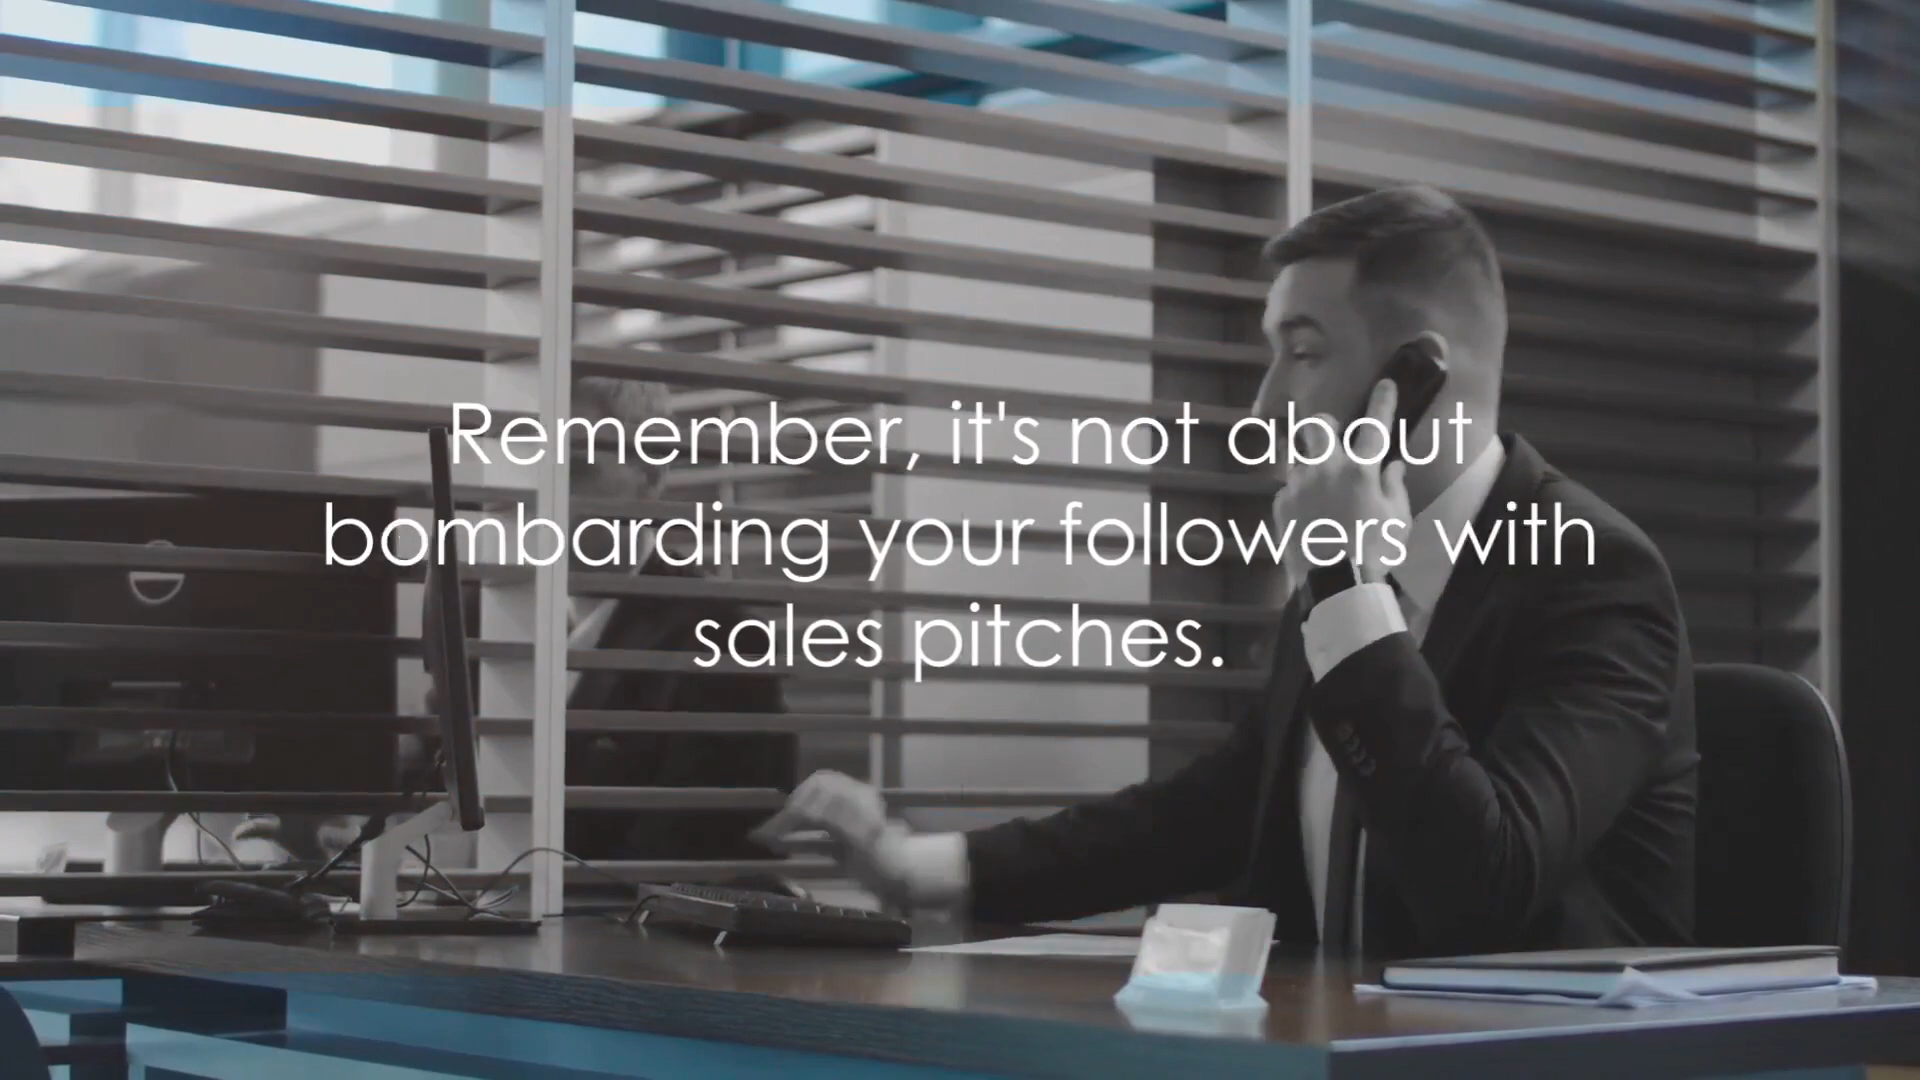 Remember, it's not about
bombarding your followers with
sales pitches.